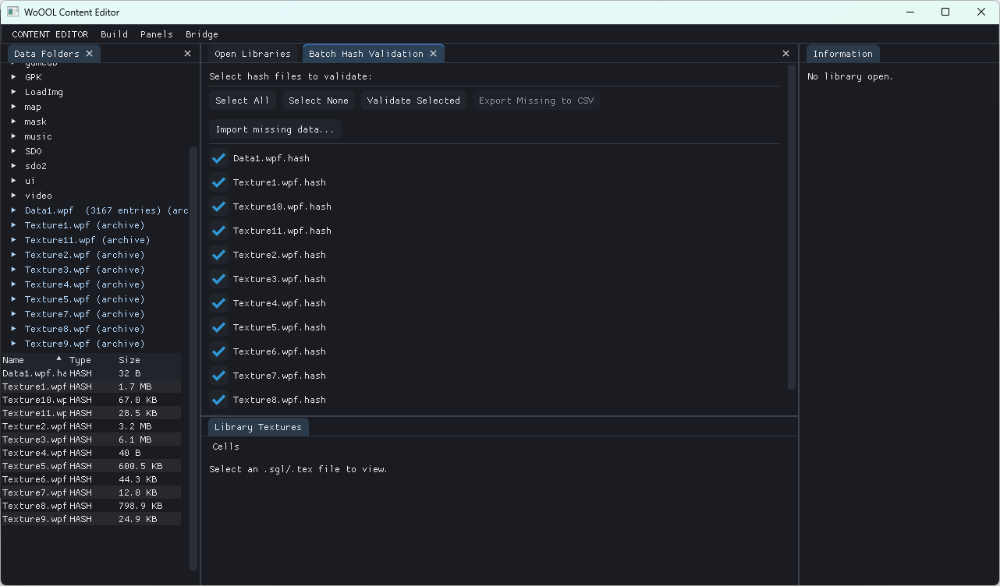 WoOOL Content Editor
CONTENT EDITOR Build Panels Bridge
Data Folders
GPK
LoadImg
map
mask
music
SDO
sdo2
ui
video
Data1.wpf (3167 entries) (arc
Texture1.wpf (archive)
Texture11.wpf (archive)
Texture2.wpf (archive)
Texture3.wpf (archive)
Texture4.wpf (archive)
Texture5.wpf (archive)
Texture7.wpf (archive)
Texture8.wpf (archive)
Texture9.wpf (archive)
Name Type Size
Data1.wpf.ha HASH 32 B
Texture1.wpf HASH 1.7 MB
Texture10.wp HASH 67.0 KB
Texture11.wp HASH 28.5 KB
Texture2.wpf HASH 3.2 MB
Texture3.wpf HASH 6.1 MB
Texture4.wpf HASH 40 B
Texture5.wpf HASH 600.5 KB
Texture6.wpf HASH 44.3 KB
Texture7.wpf HASH 12.0 KB
Texture8.wpf HASH 798.9 KB
Texture9.wpf HASH 24.9 KB
Open Libraries Batch Hash Validation
Select hash files to validate:
Select All Select None Validate Selected Export Missing to CSV
Import missing data...
Data1.wpf.hash
Texture1.wpf.hash
Texture10.wpf.hash
Texture11.wpf.hash
Texture2.wpf.hash
Texture3.wpf.hash
Texture4.wpf.hash
Texture5.wpf.hash
Texture6.wpf.hash
Texture7.wpf.hash
Texture8.wpf.hash
Library Textures
Cells
Select an .sgl/.tex file to view.
Information
No library open.